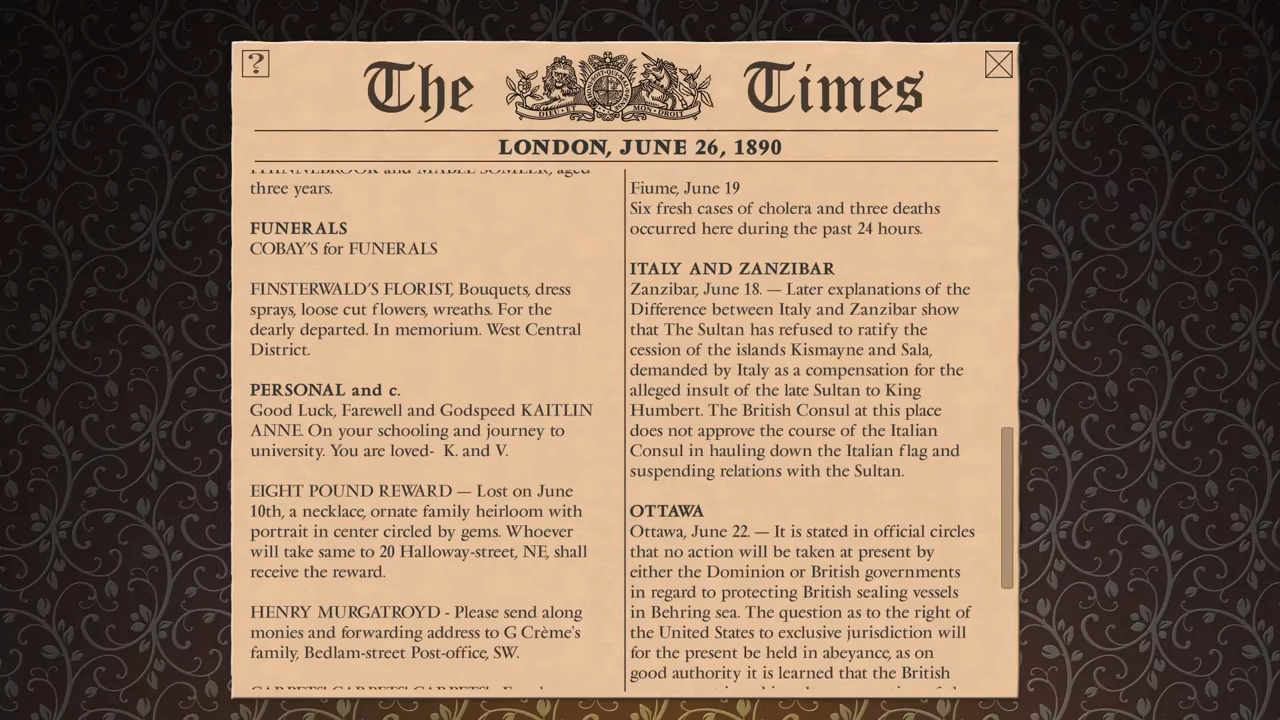 ?
The Times
DIEU ET MON DROIT
LONDON, JUNE 26, 1890
and MABEL SOMLER, aged
three years.
FUNERALS
COBAY'S for FUNERALS
FINSTERWALD'S FLORIST, Bouquets, dress
sprays, loose cut flowers, wreaths. For the
dearly departed. In memorium. West Central
District.
PERSONAL and c.
Good Luck, Farewell and Godspeed KAITLIN
ANNE. On your schooling and journey to
university. You are loved- K. and V.
EIGHT POUND REWARD — Lost on June
10th, a necklace, ornate family heirloom with
portrait in center circled by gems. Whoever
will take same to 20 Halloway-street, NE, shall
receive the reward.
HENRY MURGATROYD - Please send along
monies and forwarding address to G Crème's
family, Bedlam-street Post-office, SW.
CARPETS! CARPETS! CARPETS!
Fiume, June 19
Six fresh cases of cholera and three deaths
occurred here during the past 24 hours.
ITALY AND ZANZIBAR
Zanzibar, June 18. — Later explanations of the
Difference between Italy and Zanzibar show
that The Sultan has refused to ratify the
cession of the islands Kismayne and Sala,
demanded by Italy as a compensation for the
alleged insult of the late Sultan to King
Humbert. The British Consul at this place
does not approve the course of the Italian
Consul in hauling down the Italian flag and
suspending relations with the Sultan.
OTTAWA
Ottawa, June 22. — It is stated in official circles
that no action will be taken at present by
either the Dominion or British governments
in regard to protecting British sealing vessels
in Behring sea. The question as to the right of
the United States to exclusive jurisdiction will
for the present be held in abeyance, as on
good authority it is learned that the British